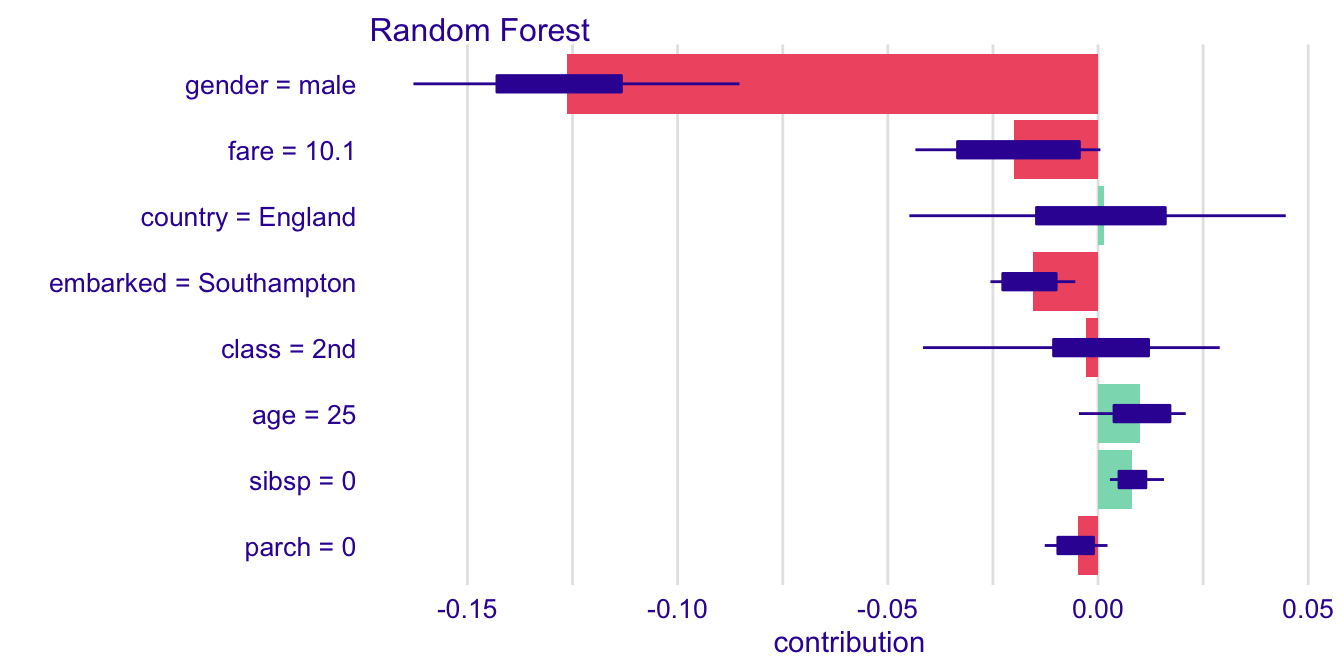 Random Forest
gender = male
fare = 10.1
country = England
embarked = Southampton
class = 2nd
age = 25
sibsp = 0
parch = 0
-0.15 -0.10 -0.05 0.00 0.05
contribution